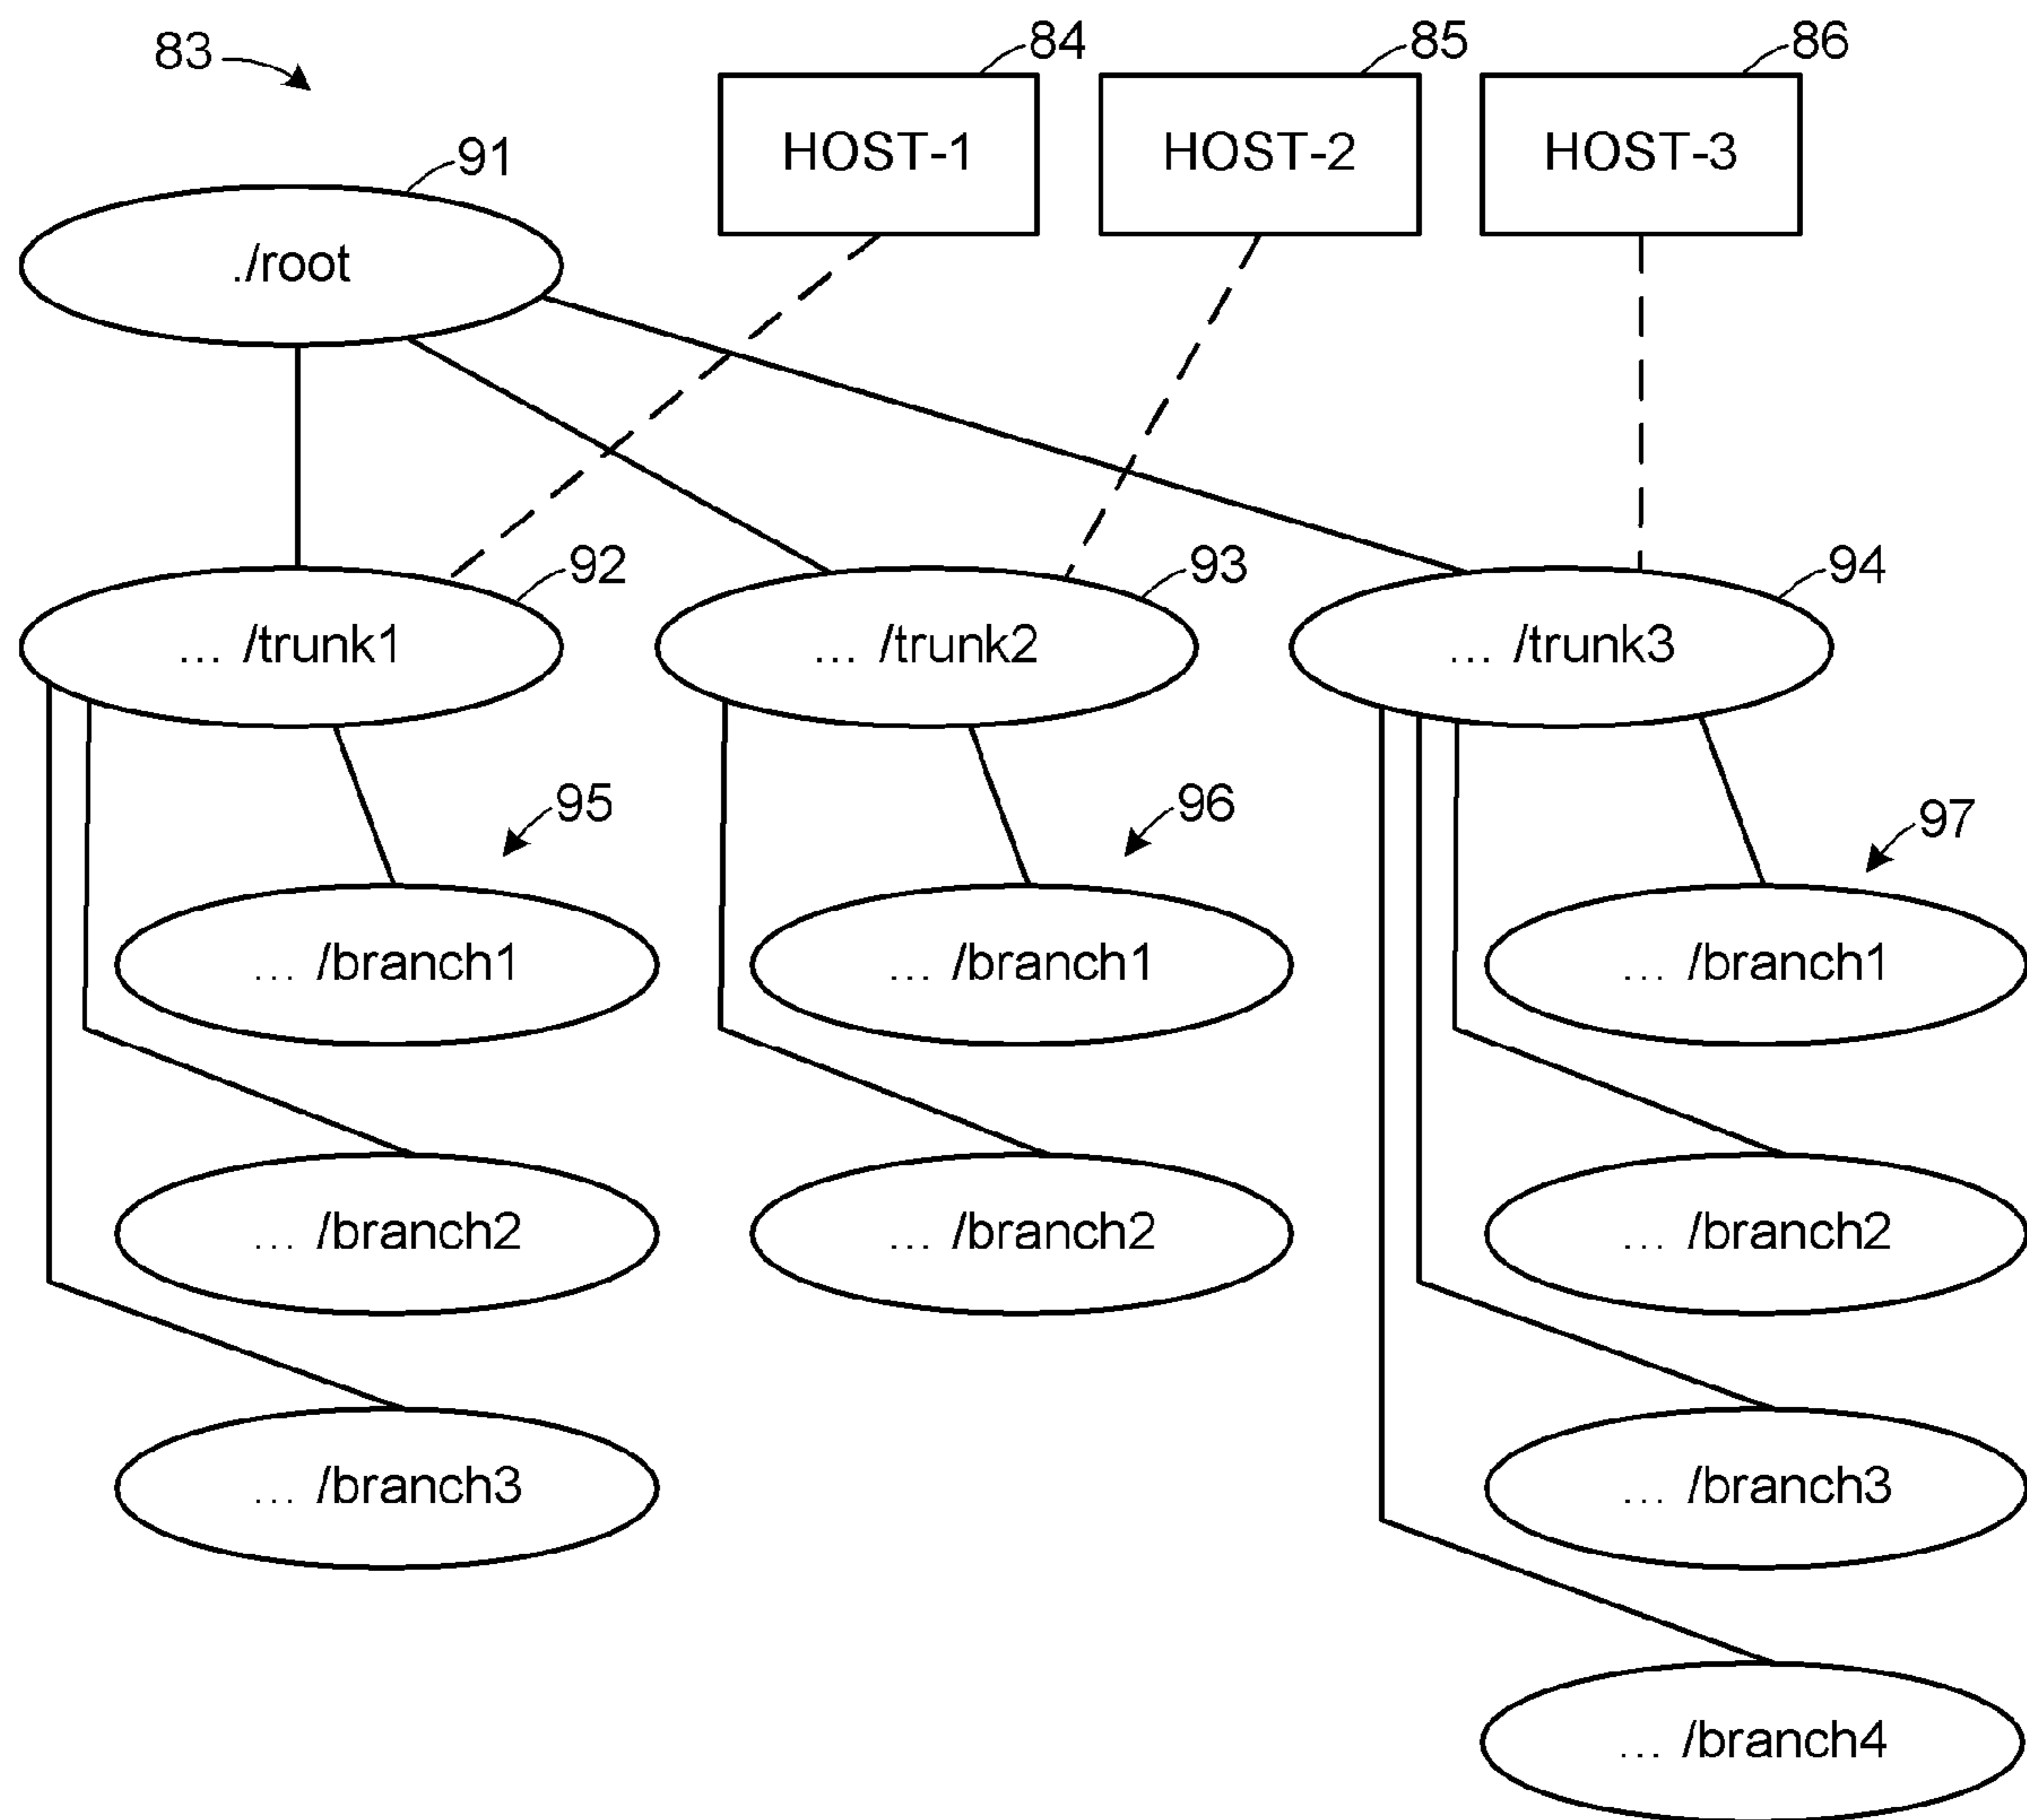 83
84
85
86
HOST-1
HOST-2
HOST-3
91
./root
92
93
94
... /trunk1
... /trunk2
... /trunk3
95
96
97
... /branch1
... /branch1
... /branch1
... /branch2
... /branch2
... /branch2
... /branch3
... /branch3
... /branch4